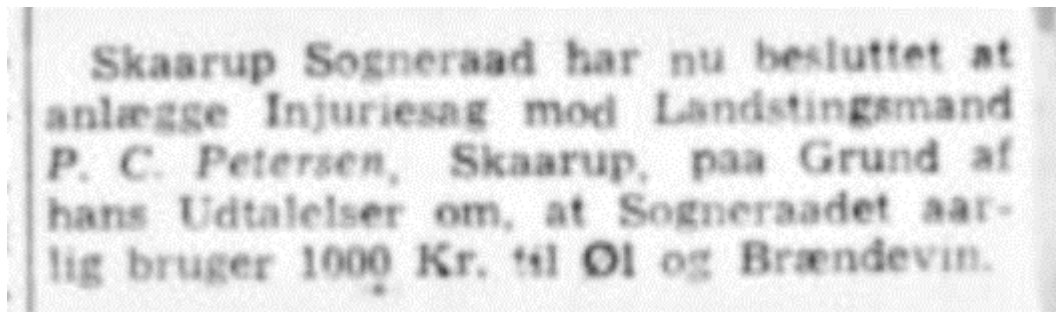 Skaarup Sogneraad har nu besluttet at
anlægge Injuriesag mod Landstingsmand
P. C. Petersen, Skaarup, paa Grund af
hans Udtalelser om, at Sogneraadet aar-
lig bruger 1000 Kr. til Øl og Brændevin.